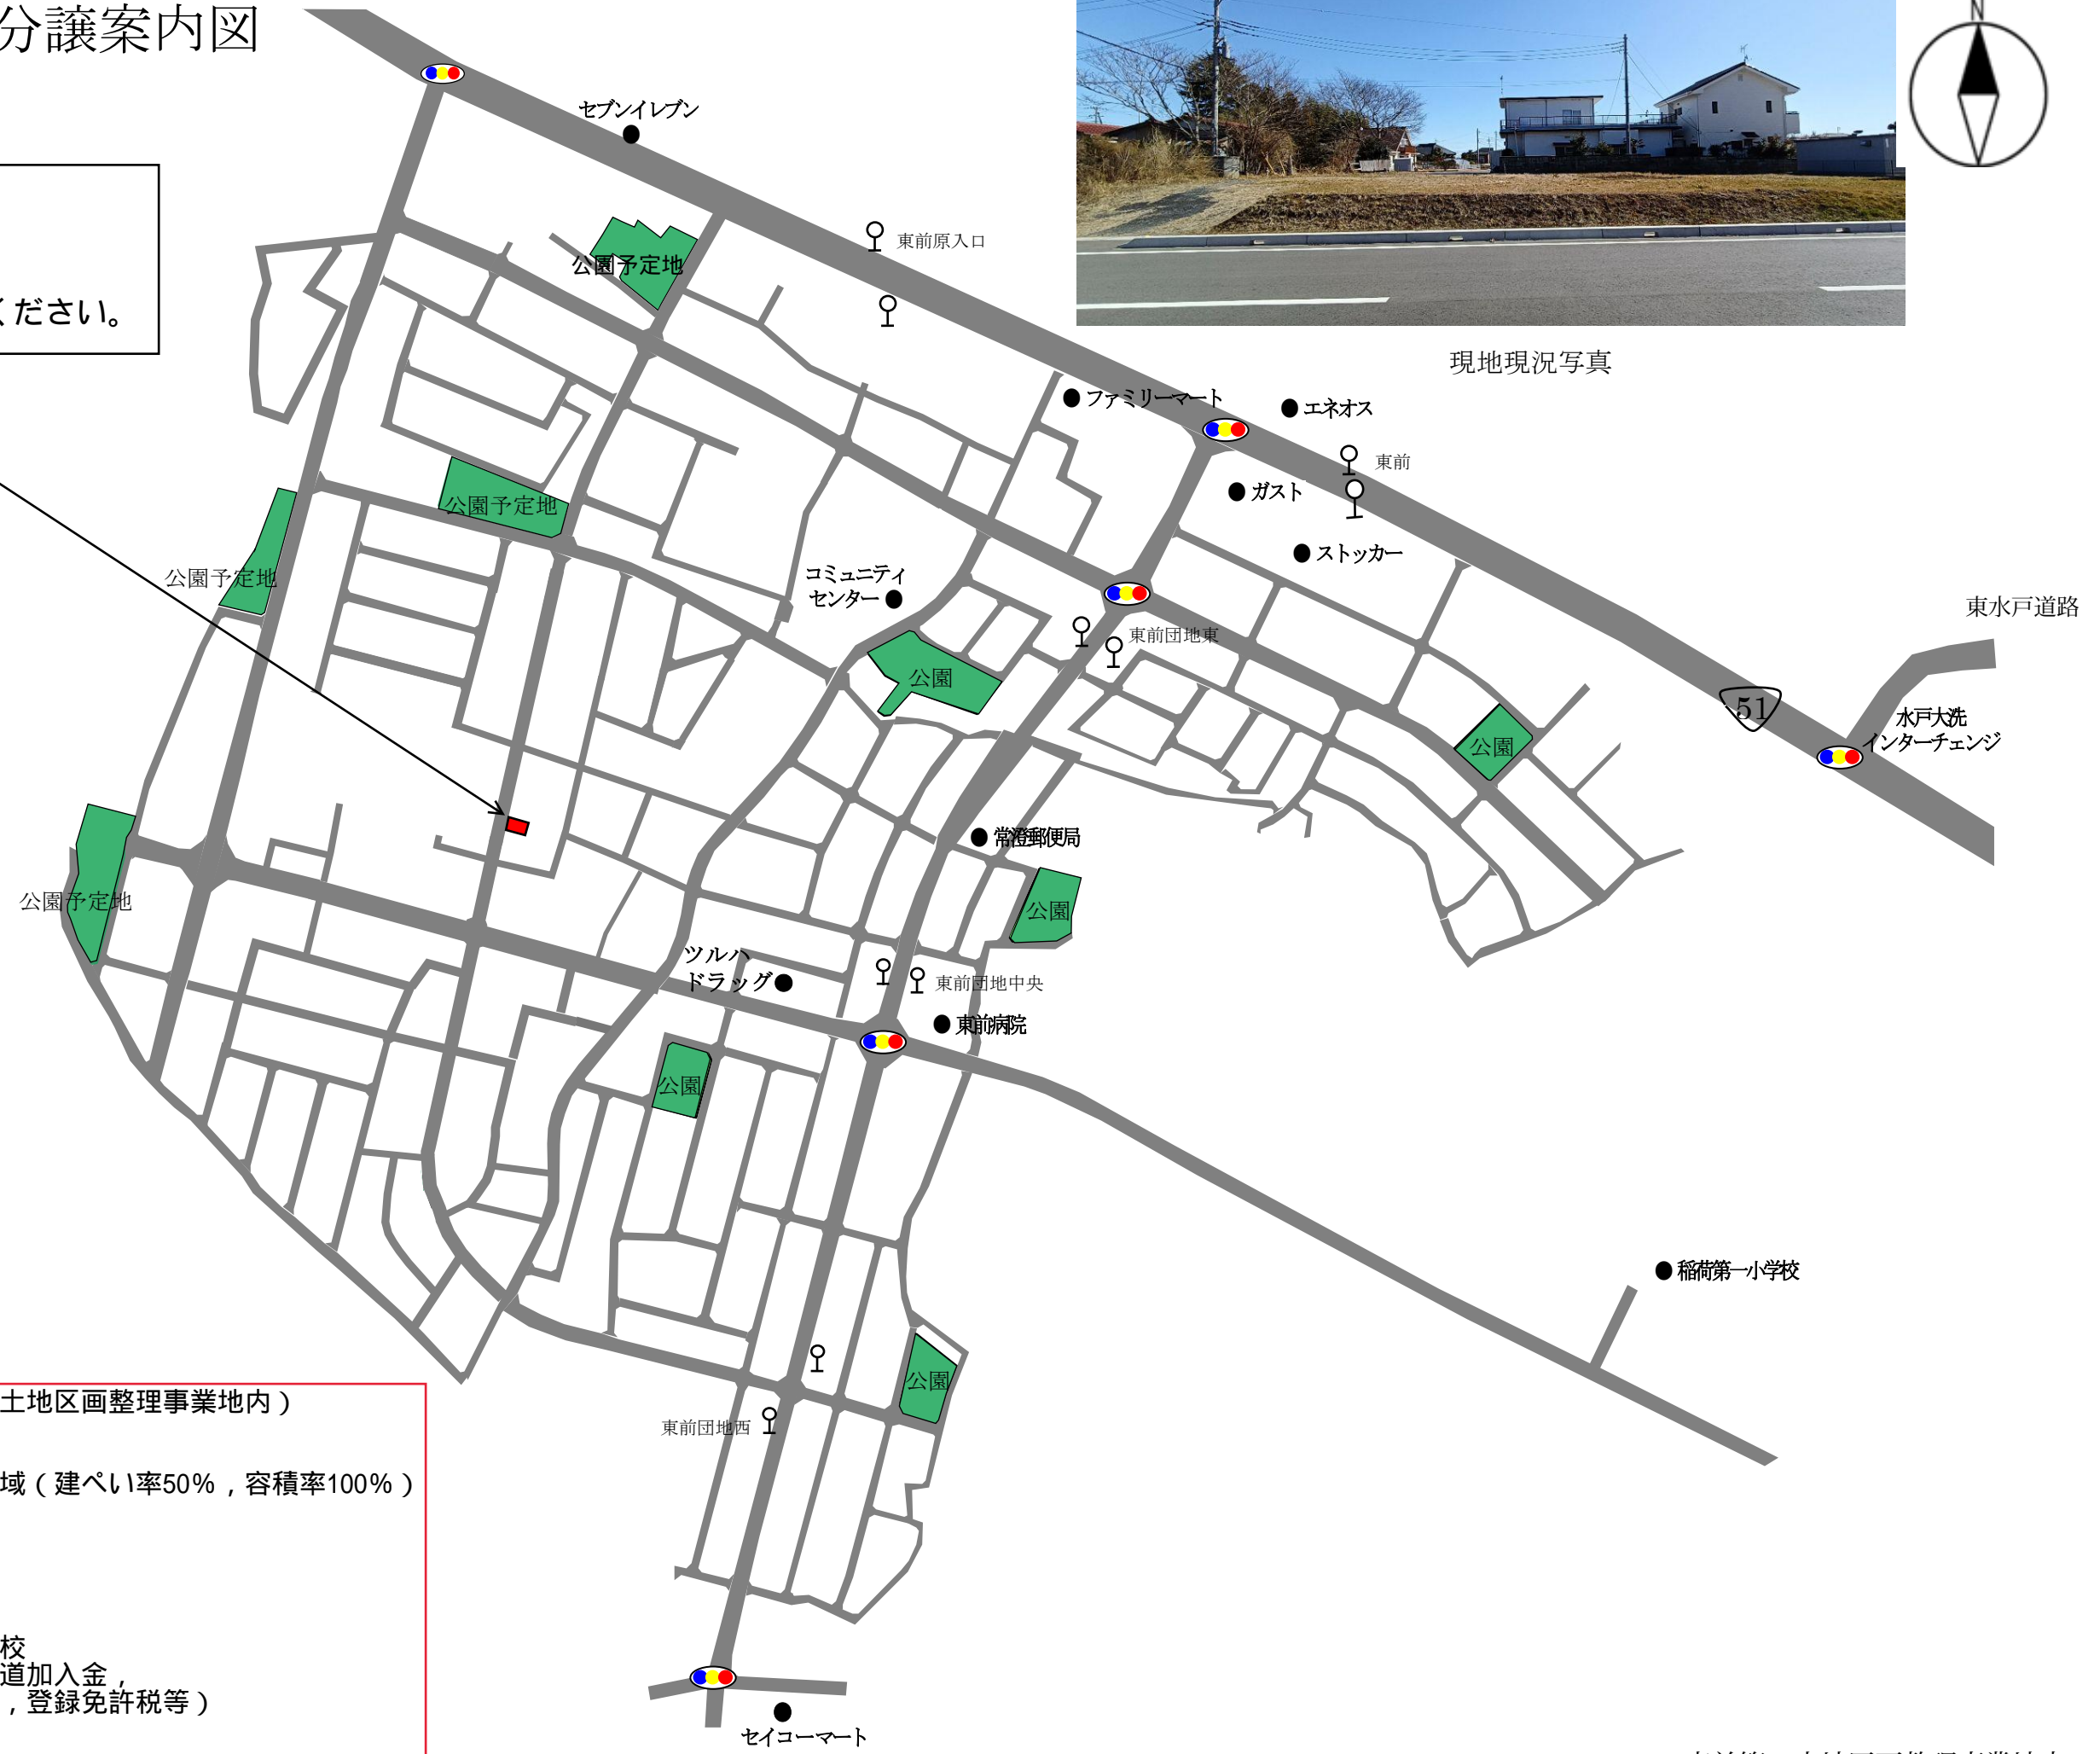 分譲案内図
N
ください。
セブンイレブン
東前原入口
公園予定地
現地現況写真
ファミリーマート
エネオス
東前
ガスト
公園予定地
ストッカー
公園予定地
コミュニティ
センター
東水戸道路
東前団地東
公園
51
水戸大洗
インターチェンジ
公園
常澄郵便局
公園予定地
公園
ツルハ
ドラッグ
東前団地中央
東前病院
公園
稲荷第一小学校
公園
東前団地西
土地区画整理事業地内）
域（建ぺい率50％，容積率100％）
校
道加入金，
，登録免許税等）
セイコーマート